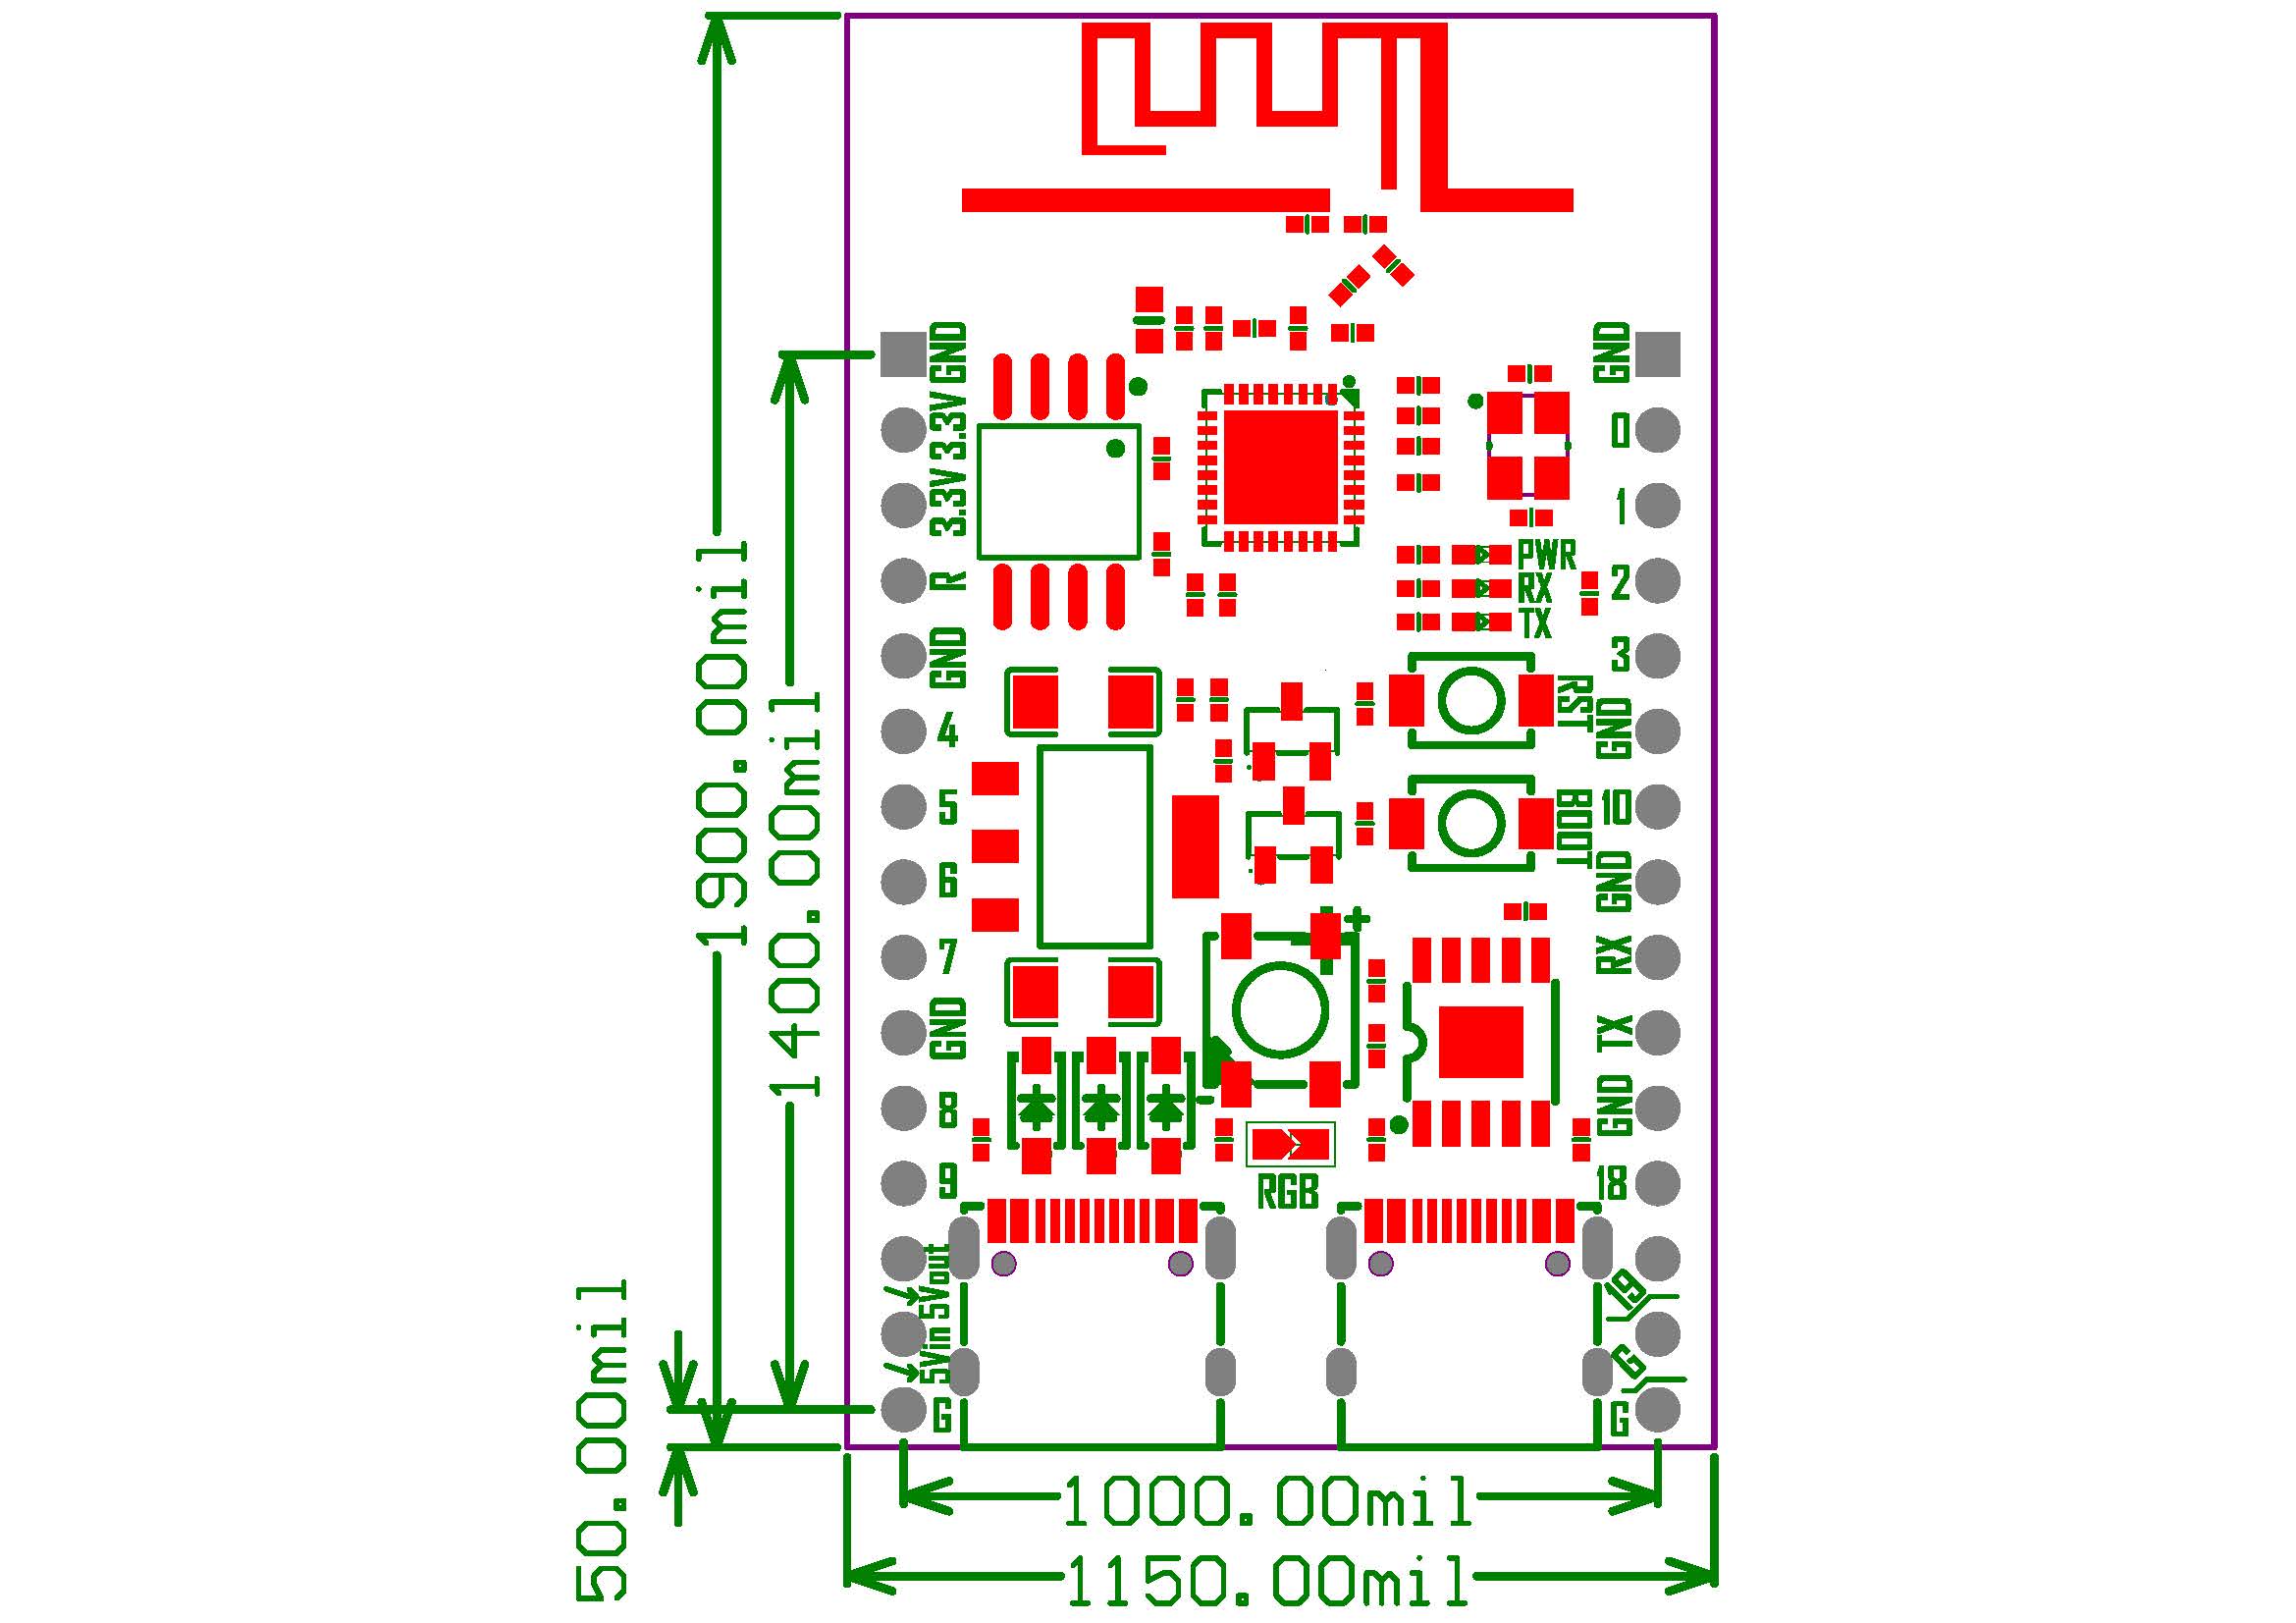 GND
3.3V
3.3V
R
GND
4
5
6
7
GND
8
9
5Vout
5Vin
G
GND
0
1
2
3
GND
10
GND
RX
TX
GND
18
19
G
G
PWR
RX
TX
RST
BOOT
+
-
RGB
1900.00mil
1400.00mil
50.00mil
1000.00mil
1150.00mil